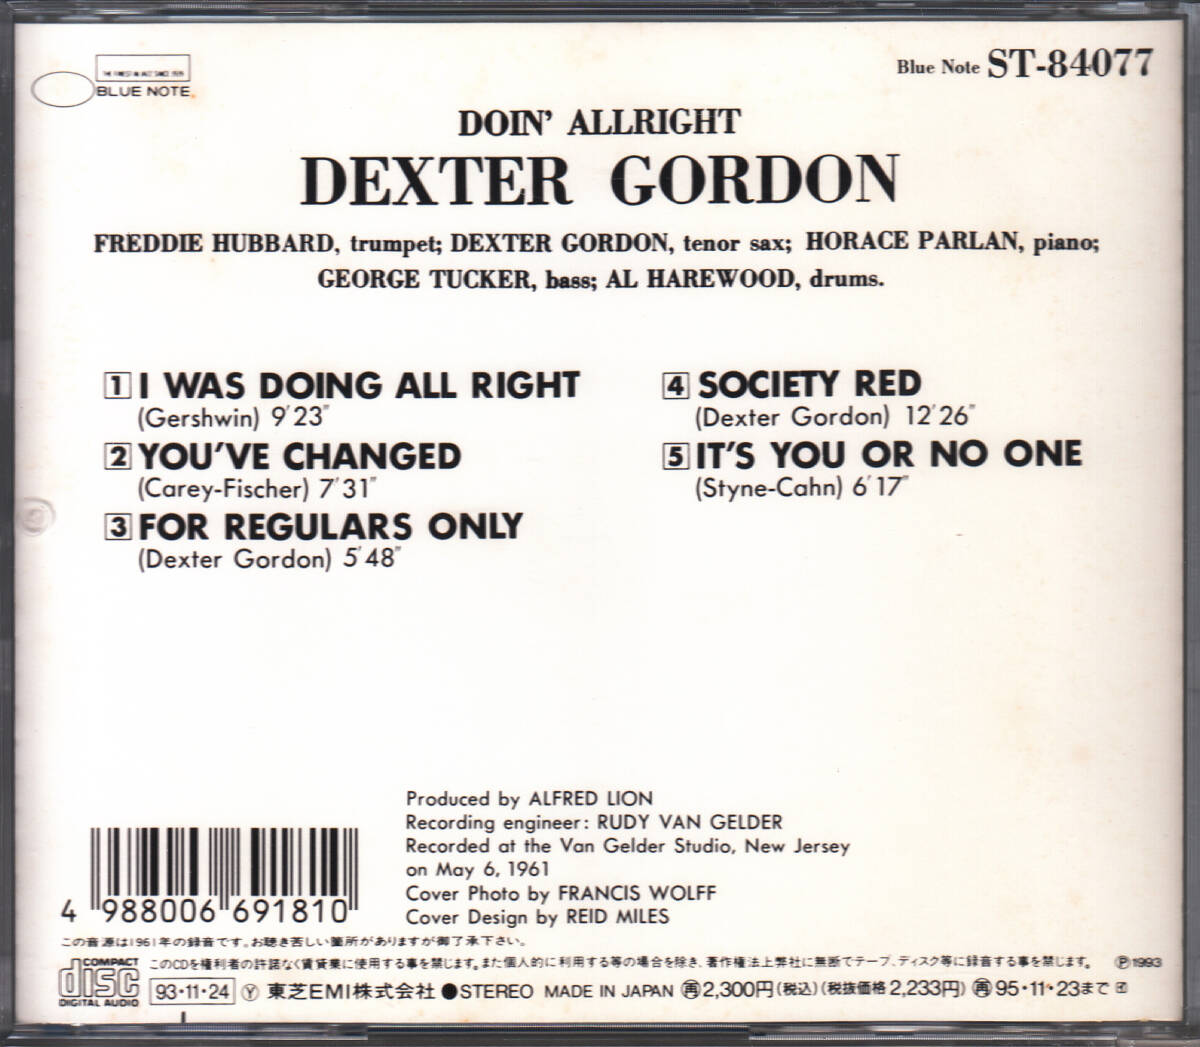 THE FINEST IN JAZZ SINCE 1939
BLUE NOTE
Blue Note ST-84077
DOIN' ALLRIGHT
DEXTER GORDON
FREDDIE HUBBARD, trumpet; DEXTER GORDON, tenor sax; HORACE PARLAN, piano;
GEORGE TUCKER, bass; AL HAREWOOD, drums.
1 I WAS DOING ALL RIGHT
(Gershwin) 9'23"
2 YOU'VE CHANGED
(Carey-Fischer) 7'31"
3 FOR REGULARS ONLY
(Dexter Gordon) 5'48"
4 SOCIETY RED
(Dexter Gordon) 12'26"
5 IT'S YOU OR NO ONE
(Styne-Cahn) 6'17"
Produced by ALFRED LION
Recording engineer: RUDY VAN GELDER
Recorded at the Van Gelder Studio, New Jersey
on May 6, 1961
Cover Photo by FRANCIS WOLFF
Cover Design by REID MILES
4 988006 691810
この音源は1961年の録音です。お聴き苦しい箇所がありますが御了承下さい。
COMPACT disc DIGITAL AUDIO
このCDを権利者の許諾なく賃貸業に使用する事を禁じます。また個人的に利用する等の場合を除き、著作権法上弊社に無断でテープ、ディスク等に録音する事を禁じます。 ℗1993
93・11・24 Ⓨ 東芝EMI株式会社 ●STEREO MADE IN JAPAN 再2,300円(税込)(税抜価格 2,233円) 再95・11・23まで